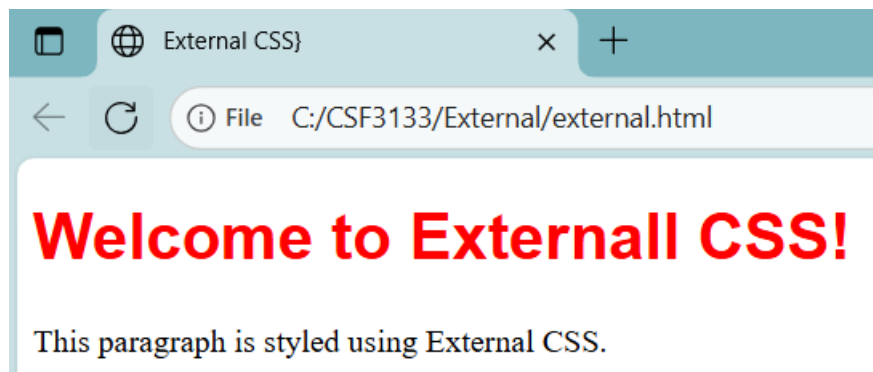 External CSS}
File C:/CSF3133/External/external.html
Welcome to Externall CSS!
This paragraph is styled using External CSS.